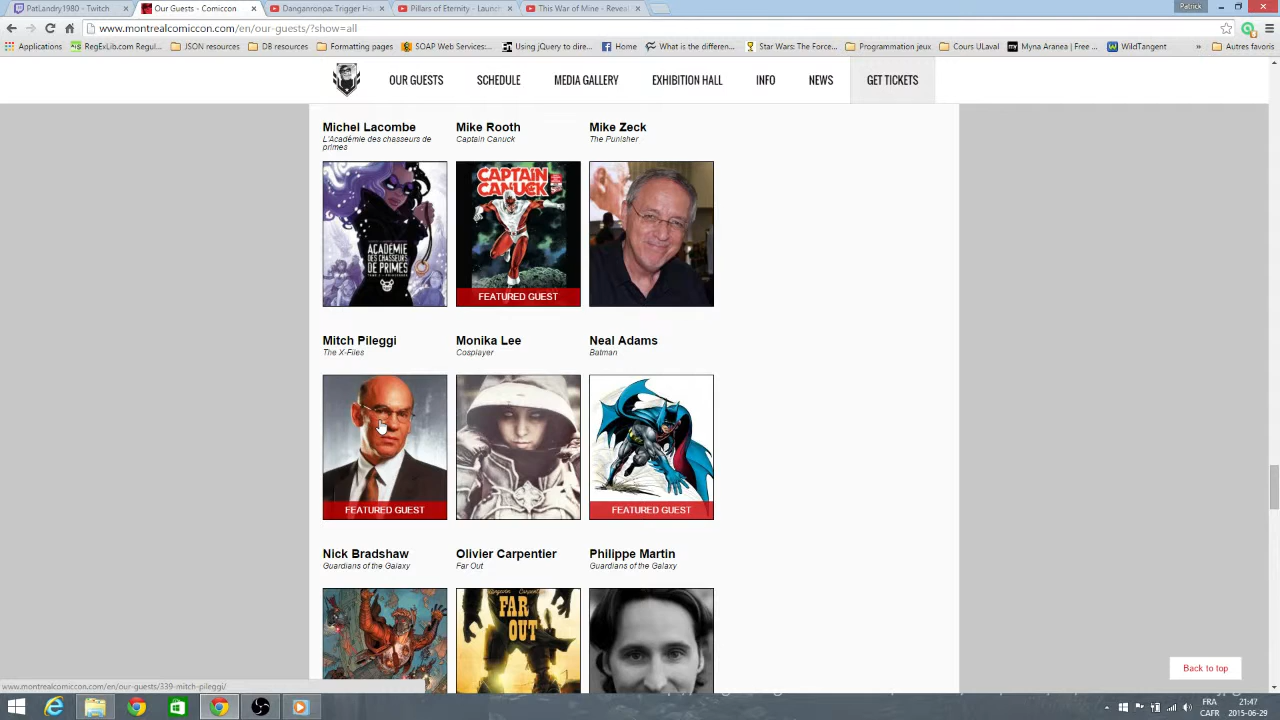 PatLandry1980 - Twitch
Our Guests - Comiccon
Danganronpa: Trigger Ha
Pillars of Eternity - Launch
This War of Mine - Reveal
Patrick
www.montrealcomiccon.com/en/our-guests/?show=all
Applications
RegExLib.com Regul...
JSON resources
DB resources
Formatting pages
SOAP Web Services:...
Using jQuery to dire...
Home
What is the differen...
Star Wars: The Force...
Programation jeux
Cours ULaval
Myna Aranea | Free ...
WildTangent
»
Autres favoris
OUR GUESTS
SCHEDULE
MEDIA GALLERY
EXHIBITION HALL
INFO
NEWS
GET TICKETS
Michel Lacombe
L'Académie des chasseurs de
primes
Mike Rooth
Captain Canuck
Mike Zeck
The Punisher
ACADÉMIE
DES CHASSEURS
DE PRIMES
CAPTAIN
CANUCK
FEATURED GUEST
Mitch Pileggi
The X-Files
Monika Lee
Cosplayer
Neal Adams
Batman
FEATURED GUEST
FEATURED GUEST
Nick Bradshaw
Guardians of the Galaxy
Olivier Carpentier
Far Out
Philippe Martin
Guardians of the Galaxy
FAR
OUT
Back to top
www.montrealcomiccon.com/en/our-guests/339-mitch-pileggi/
FR
CAFR
21:47
2015-06-29